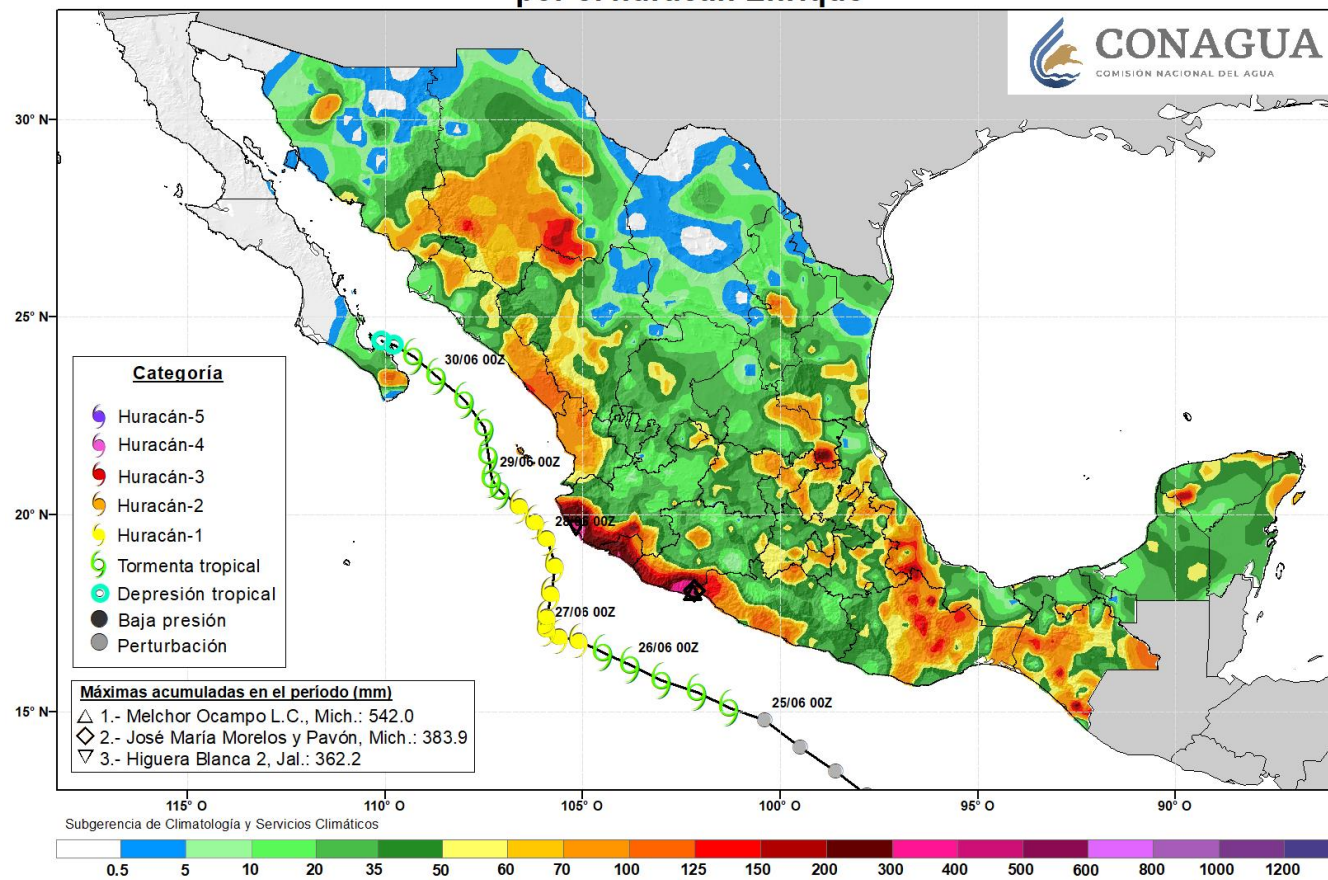 CONAGUA
COMISIÓN NACIONAL DEL AGUA
30° N
25° N
20° N
15° N
30/06 00Z
29/06 00Z
27/06 00Z
26/06 00Z
25/06 00Z
Categoría
Huracán-5
Huracán-4
Huracán-3
Huracán-2
Huracán-1
Tormenta tropical
Depresión tropical
Baja presión
Perturbación
Máximas acumuladas en el período (mm)
1.- Melchor Ocampo L.C., Mich.: 542.0
2.- José María Morelos y Pavón, Mich.: 383.9
3.- Higuera Blanca 2, Jal.: 362.2
115° O 110° O 105° O 100° O 95° O 90° O
Subgerencia de Climatología y Servicios Climáticos
0.5 5 10 20 35 50 60 70 100 125 150 200 300 400 500 600 800 1000 1200